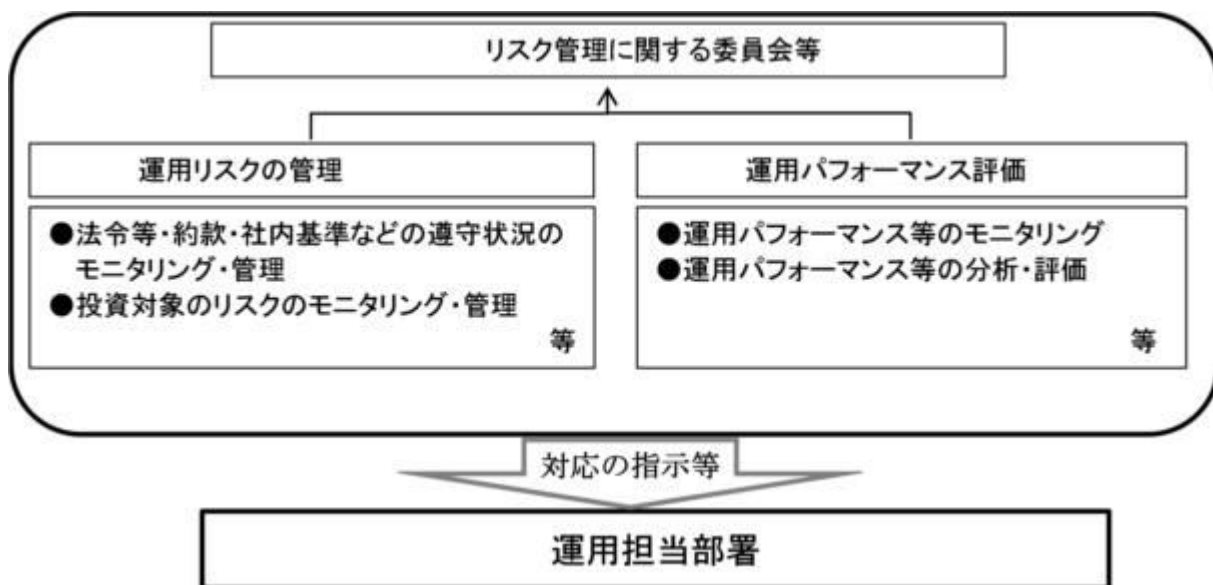 リスク管理に関する委員会等
運用リスクの管理
●法令等・約款・社内基準などの遵守状況の
モニタリング・管理
●投資対象のリスクのモニタリング・管理
等
運用パフォーマンス評価
●運用パフォーマンス等のモニタリング
●運用パフォーマンス等の分析・評価
等
対応の指示等
運用担当部署